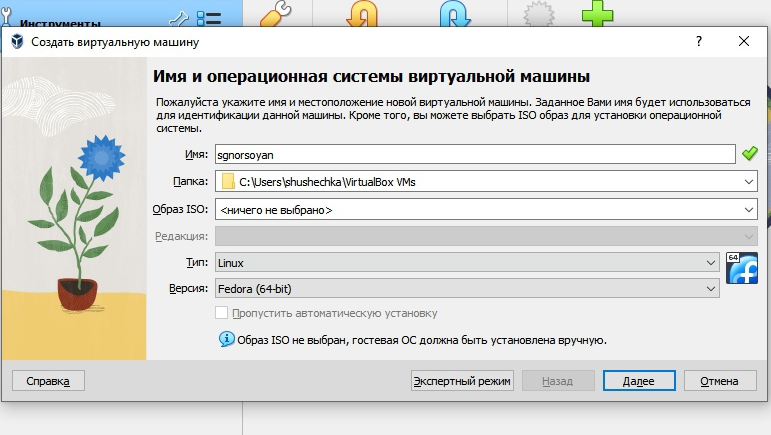 Инструменты
Создать виртуальную машину
?
Имя и операционная системы виртуальной машины
Пожалуйста укажите имя и местоположение новой виртуальной машины. Заданное Вами имя будет использоваться
для идентификации данной машины. Кроме того, вы можете выбрать ISO образ для установки операционной
системы.
Имя: sgnorsoyan
Папка: C:\Users\shushechka\VirtualBox VMs
Образ ISO: <ничего не выбрано>
Редакция:
Тип: Linux
64
Версия: Fedora (64-bit)
Пропустить автоматическую установку
Образ ISO не выбран, гостевая ОС должна быть установлена вручную.
Справка Экспертный режим Назад Далее Отмена